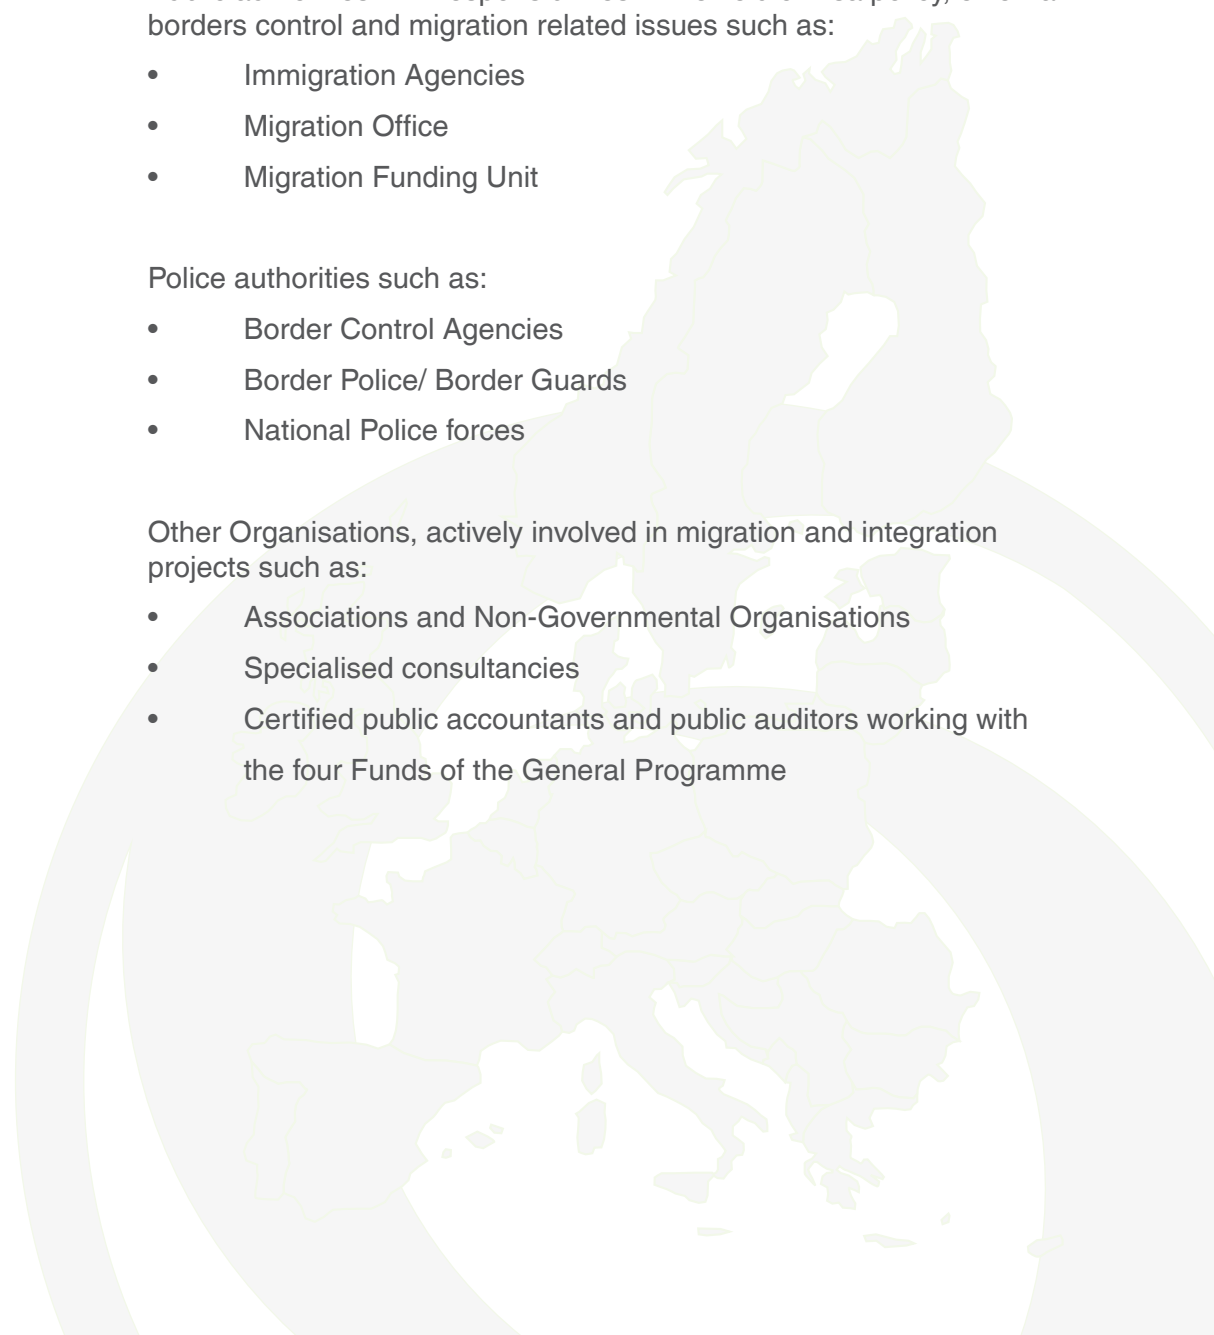 borders control and migration related issues such as:
• Immigration Agencies
• Migration Office
• Migration Funding Unit
Police authorities such as:
• Border Control Agencies
• Border Police/ Border Guards
• National Police forces
Other Organisations, actively involved in migration and integration
projects such as:
• Associations and Non-Governmental Organisations
• Specialised consultancies
• Certified public accountants and public auditors working with
the four Funds of the General Programme